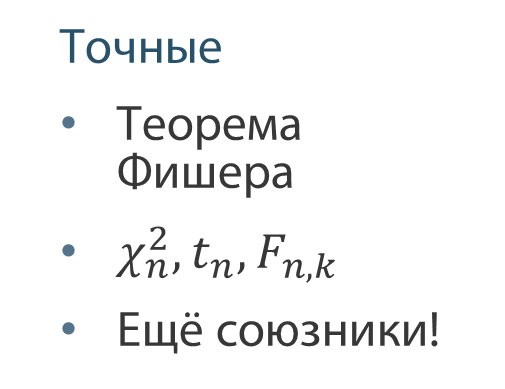 Точные
• Теорема
Фишера
• χ²ₙ, tₙ, Fₙ,ₖ
• Ещё союзники!